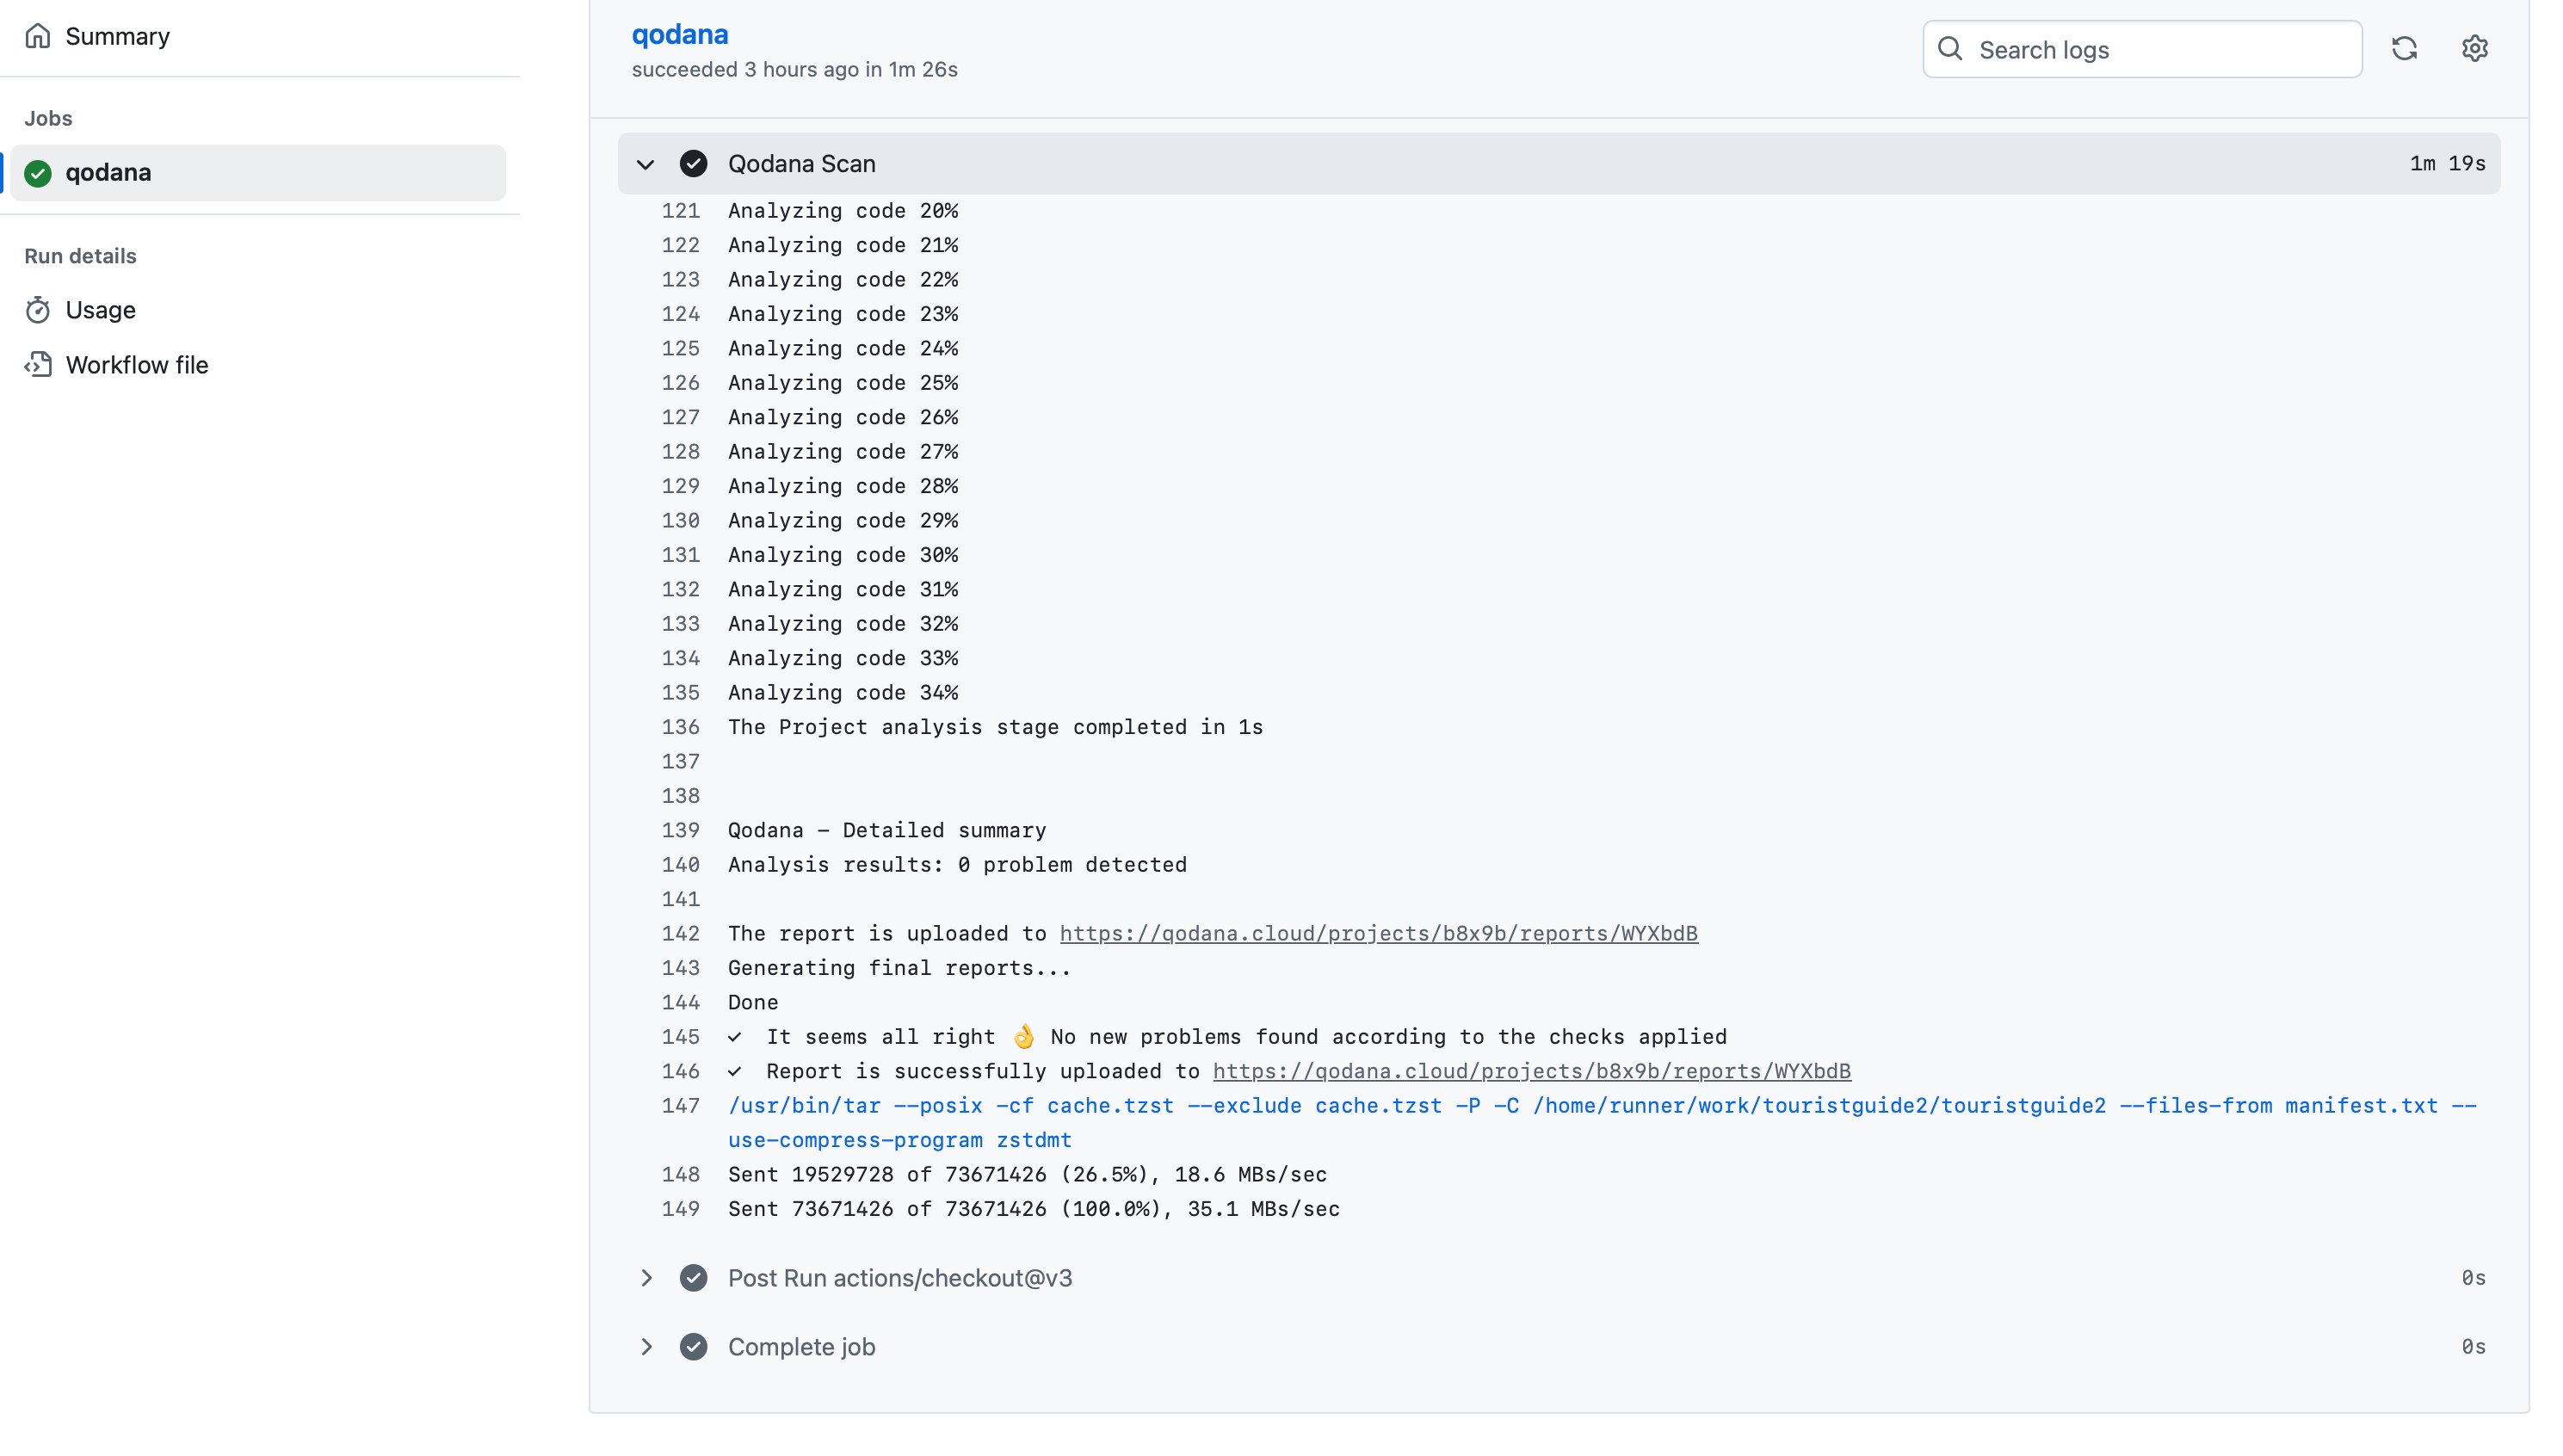 Summary
Jobs
qodana
Run details
Usage
Workflow file
qodana
succeeded 3 hours ago in 1m 26s
Search logs
Qodana Scan 1m 19s
121 Analyzing code 20%
122 Analyzing code 21%
123 Analyzing code 22%
124 Analyzing code 23%
125 Analyzing code 24%
126 Analyzing code 25%
127 Analyzing code 26%
128 Analyzing code 27%
129 Analyzing code 28%
130 Analyzing code 29%
131 Analyzing code 30%
132 Analyzing code 31%
133 Analyzing code 32%
134 Analyzing code 33%
135 Analyzing code 34%
136 The Project analysis stage completed in 1s
137
138
139 Qodana - Detailed summary
140 Analysis results: 0 problem detected
141
142 The report is uploaded to https://qodana.cloud/projects/b8x9b/reports/WYXbdB
143 Generating final reports...
144 Done
145 ✓ It seems all right 👌 No new problems found according to the checks applied
146 ✓ Report is successfully uploaded to https://qodana.cloud/projects/b8x9b/reports/WYXbdB
147 /usr/bin/tar --posix -cf cache.tzst --exclude cache.tzst -P -C /home/runner/work/touristguide2/touristguide2 --files-from manifest.txt --
use-compress-program zstdmt
148 Sent 19529728 of 73671426 (26.5%), 18.6 MBs/sec
149 Sent 73671426 of 73671426 (100.0%), 35.1 MBs/sec
Post Run actions/checkout@v3 0s
Complete job 0s